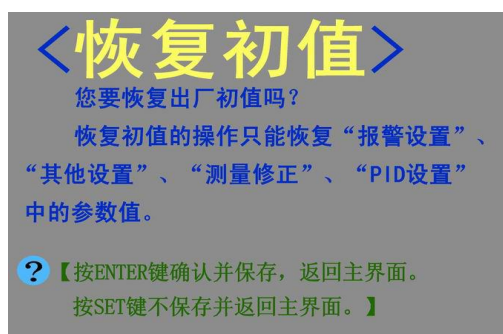 <恢复初值>
您要恢复出厂初值吗？
恢复初值的操作只能恢复“报警设置”、
“其他设置”、“测量修正”、“PID设置”
中的参数值。
?【按ENTER键确认并保存，返回主界面。
按SET键不保存并返回主界面。】